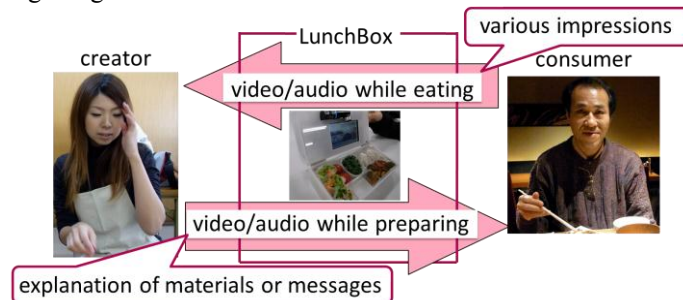 LunchBox
various impressions
creator
consumer
video/audio while eating
video/audio while preparing
explanation of materials or messages